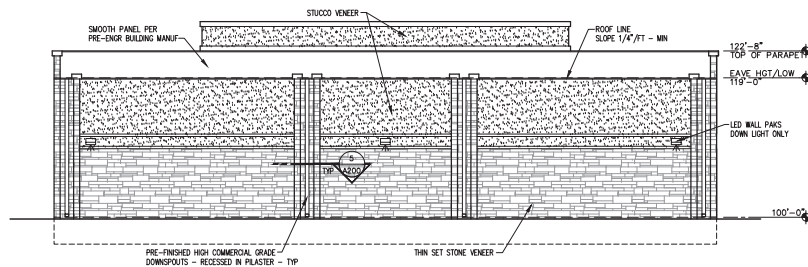 STUCCO VENEER
SMOOTH PANEL PER
PRE-ENGR BUILDING MANUF
ROOF LINE
SLOPE 1/4"/FT - MIN
122'-8"
TOP OF PARAPET
EAVE HGT/LOW
119'-0"
LED WALL PAKS
DOWN LIGHT ONLY
5
TYP A200
100'-0"
PRE-FINISHED HIGH COMMERCIAL GRADE
DOWNSPOUTS - RECESSED IN PILASTER - TYP
THIN SET STONE VENEER